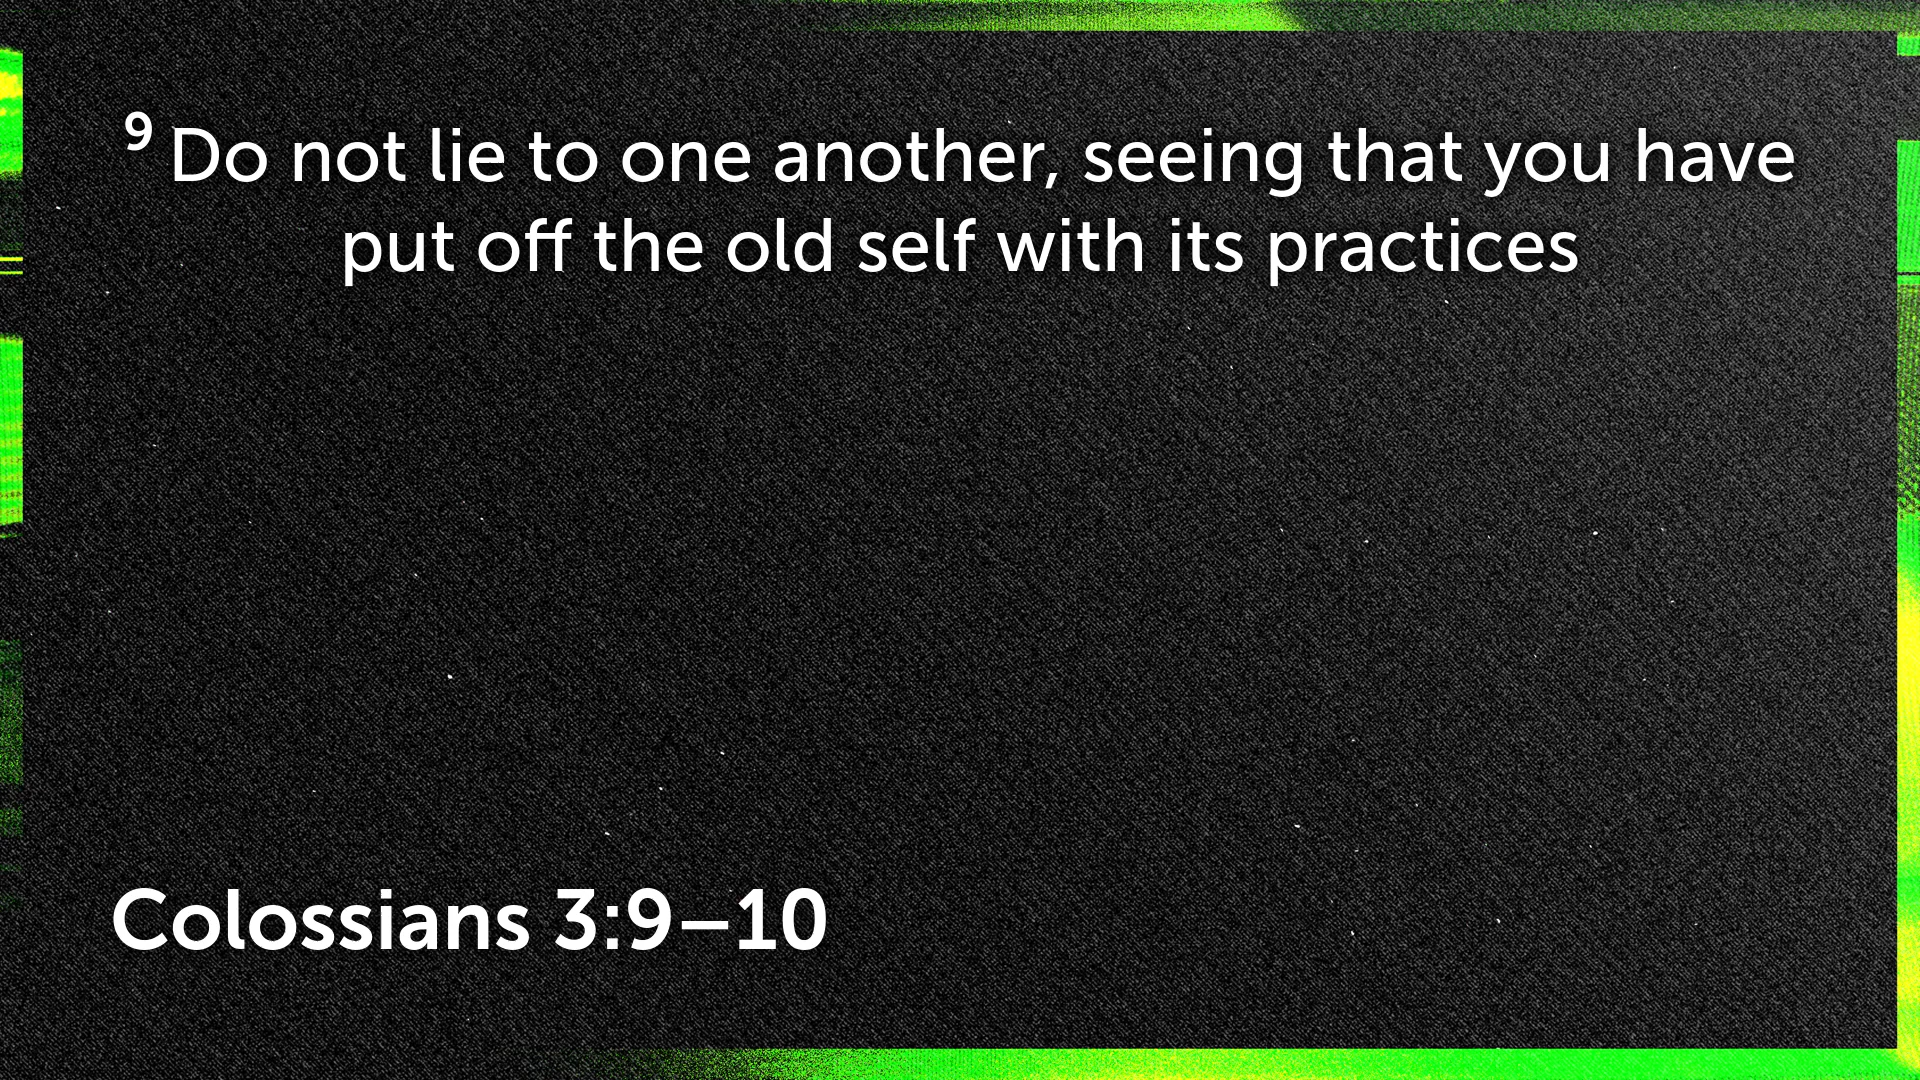 9 Do not lie to one another, seeing that you have
put off the old self with its practices
Colossians 3:9–10